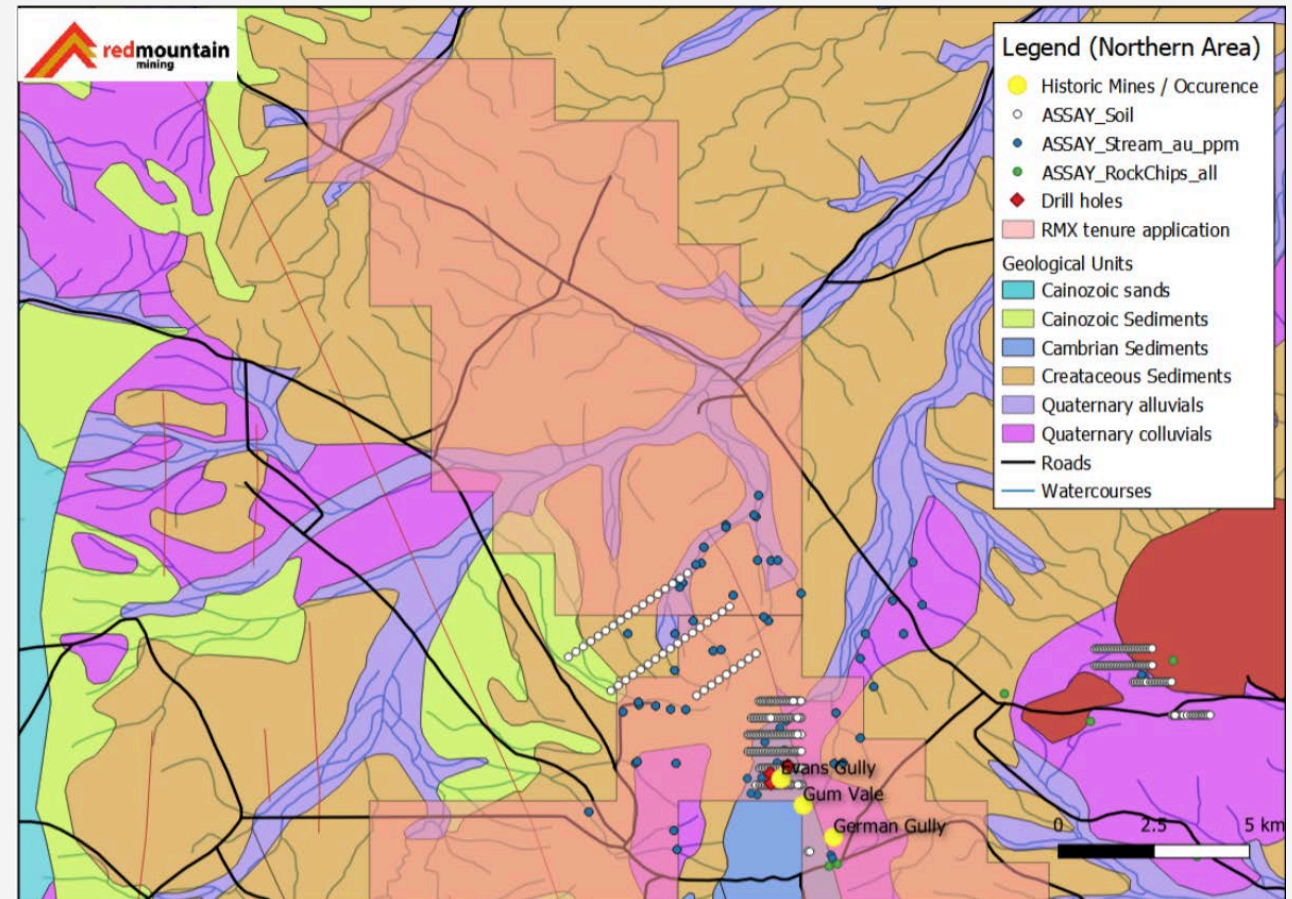 redmountain
mining
Legend (Northern Area)
Historic Mines / Occurence
ASSAY_Soil
ASSAY_Stream_au_ppm
ASSAY_RockChips_all
Drill holes
RMX tenure application
Geological Units
Cainozoic sands
Cainozoic Sediments
Cambrian Sediments
Creataceous Sediments
Quaternary alluvials
Quaternary colluvials
Roads
Watercourses
Evans Gully
Gum Vale
German Gully
0 2.5 5 km